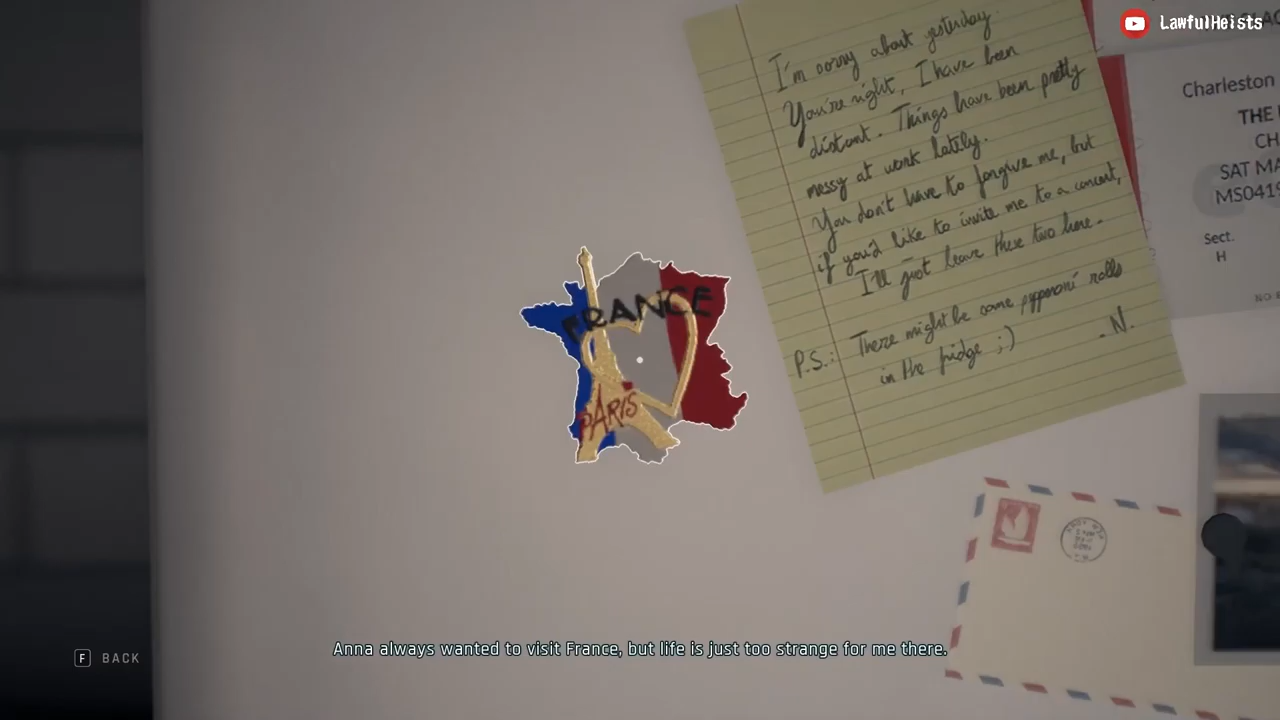 LawfulHeists
I'm sorry about yesterday.
You're right, I have been
distant. Things have been pretty
messy at work lately.
You don't have to forgive me, but
if you'd like to invite me to a concert,
I'll just leave these two here.
P.S.: There might be some pepperoni rolls
in the fridge ;)
- N.
Charleston
THE
CH
SAT MA
MS0419
Sect.
H
NO
FRANCE
PARIS
Anna always wanted to visit France, but life is just too strange for me there.
F BACK